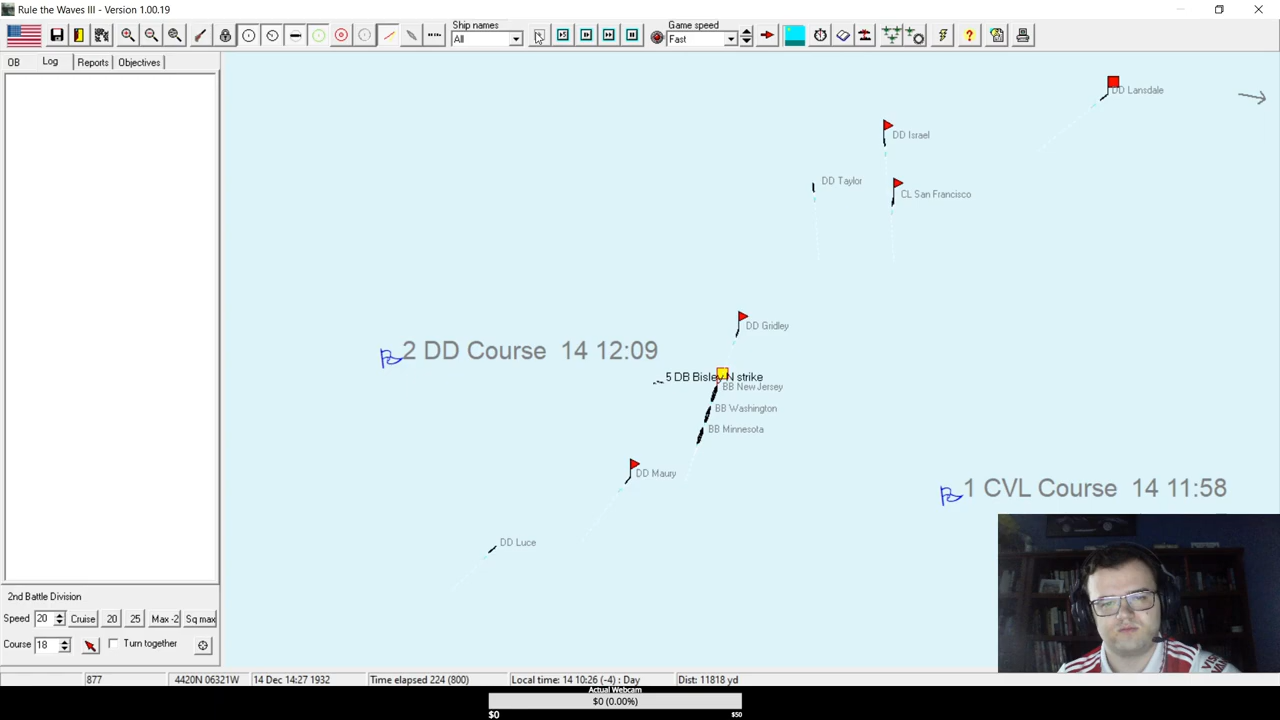 Rule the Waves III - Version 1.00.19
Ship names
All
Game speed
Fast
OB
Log
Reports
Objectives
DD Lansdale
DD Israel
DD Taylor
CL San Francisco
DD Gridley
2 DD Course 14 12:09
5 DB Bisley N strike
BB New Jersey
BB Washington
BB Minnesota
DD Maury
1 CVL Course 14 11:58
DD Luce
2nd Battle Division
Speed 20 Cruise 20 25 Max -2 Sq max
Course 18 Turn together
877 4420N 06321W 14 Dec 14:27 1932 Time elapsed 224 (800) Local time: 14 10:26 (-4) : Day Dist: 11818 yd
Actual Webcam
$0 (0.00%)
$0 $50